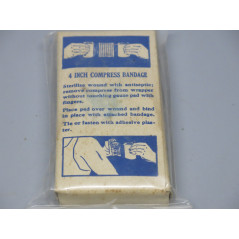 4 INCH COMPRESS BANDAGE
Sterilize wound with antiseptic;
remove compress from wrapper
without touching gauze pad with
fingers.
Place pad over wound and bind
in place with attached bandage.
Tie or fasten with adhesive plas-
ter.